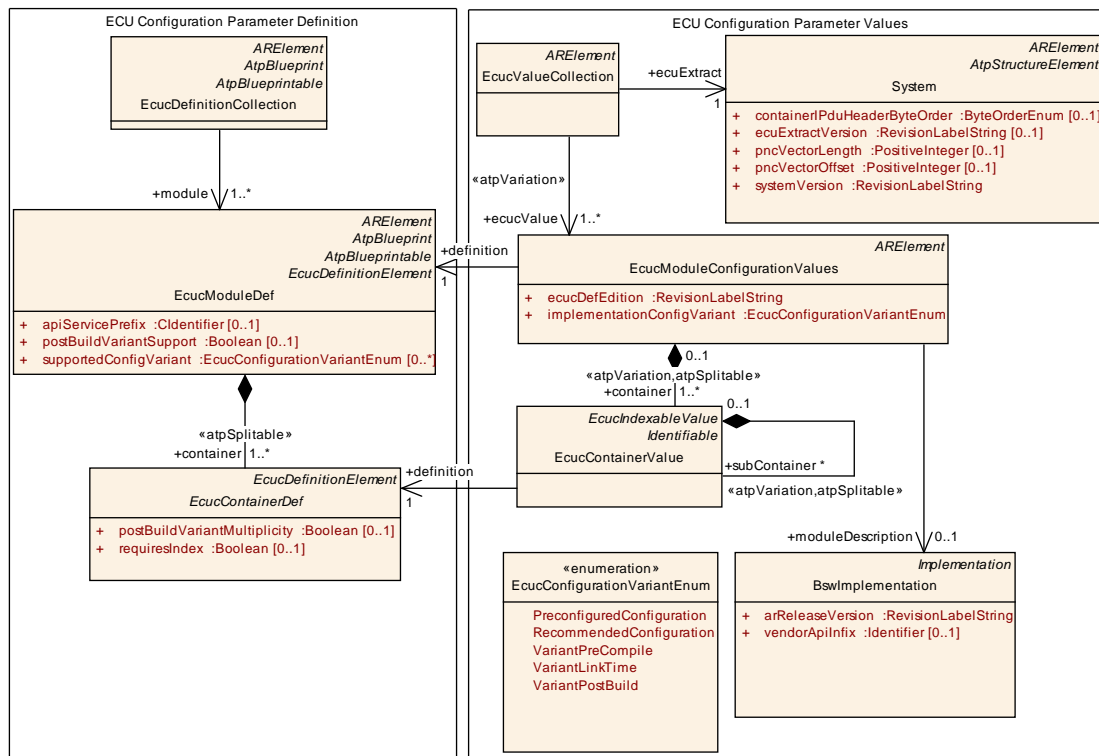 ECU Configuration Parameter Definition
ARElement
AtpBlueprint
AtpBlueprintable
EcucDefinitionCollection
+module
1..*
ARElement
AtpBlueprint
AtpBlueprintable
EcucDefinitionElement
EcucModuleDef
+ apiServicePrefix :CIdentifier [0..1]
+ postBuildVariantSupport :Boolean [0..1]
+ supportedConfigVariant :EcucConfigurationVariantEnum [0..*]
«atpSplitable»
+container
1..*
EcucDefinitionElement
EcucContainerDef
+ postBuildVariantMultiplicity :Boolean [0..1]
+ requiresIndex :Boolean [0..1]
ECU Configuration Parameter Values
ARElement
EcucValueCollection
+ecuExtract
1
ARElement
AtpStructureElement
System
+ containerIPduHeaderByteOrder :ByteOrderEnum [0..1]
+ ecuExtractVersion :RevisionLabelString [0..1]
+ pncVectorLength :PositiveInteger [0..1]
+ pncVectorOffset :PositiveInteger [0..1]
+ systemVersion :RevisionLabelString
«atpVariation»
+ecucValue
1..*
+definition
1
ARElement
EcucModuleConfigurationValues
+ ecucDefEdition :RevisionLabelString
+ implementationConfigVariant :EcucConfigurationVariantEnum
0..1
«atpVariation,atpSplitable»
+container
1..*
0..1
EcucIndexableValue
Identifiable
EcucContainerValue
+subContainer *
«atpVariation,atpSplitable»
+definition
1
+moduleDescription
0..1
«enumeration»
EcucConfigurationVariantEnum
PreconfiguredConfiguration
RecommendedConfiguration
VariantPreCompile
VariantLinkTime
VariantPostBuild
Implementation
BswImplementation
+ arReleaseVersion :RevisionLabelString
+ vendorApiInfix :Identifier [0..1]